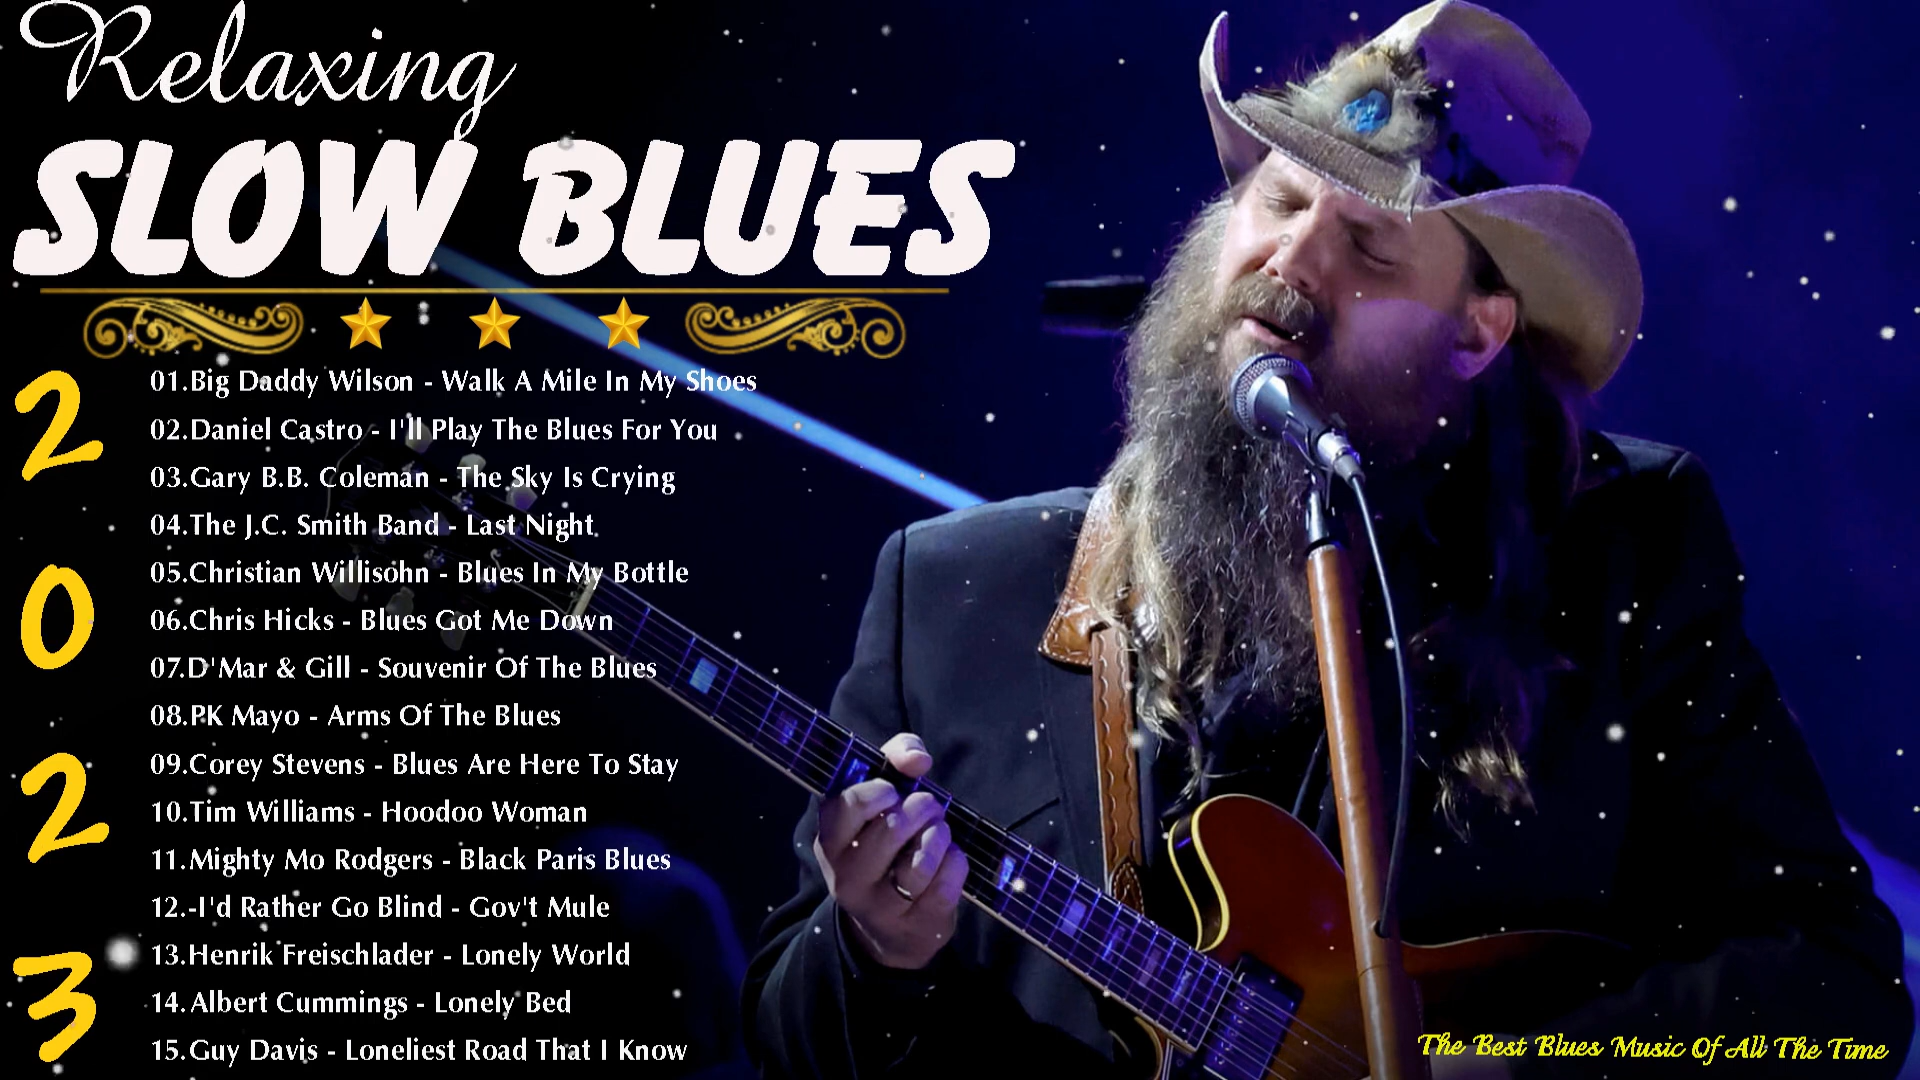 Relaxing
SLOW BLUES
2023
01.Big Daddy Wilson - Walk A Mile In My Shoes
02.Daniel Castro - I'll Play The Blues For You
03.Gary B.B. Coleman - The Sky Is Crying
04.The J.C. Smith Band - Last Night
05.Christian Willisohn - Blues In My Bottle
06.Chris Hicks - Blues Got Me Down
07.D'Mar & Gill - Souvenir Of The Blues
08.PK Mayo - Arms Of The Blues
09.Corey Stevens - Blues Are Here To Stay
10.Tim Williams - Hoodoo Woman
11.Mighty Mo Rodgers - Black Paris Blues
12.-I'd Rather Go Blind - Gov't Mule
13.Henrik Freischlader - Lonely World
14.Albert Cummings - Lonely Bed
15.Guy Davis - Loneliest Road That I Know
The Best Blues Music Of All The Time